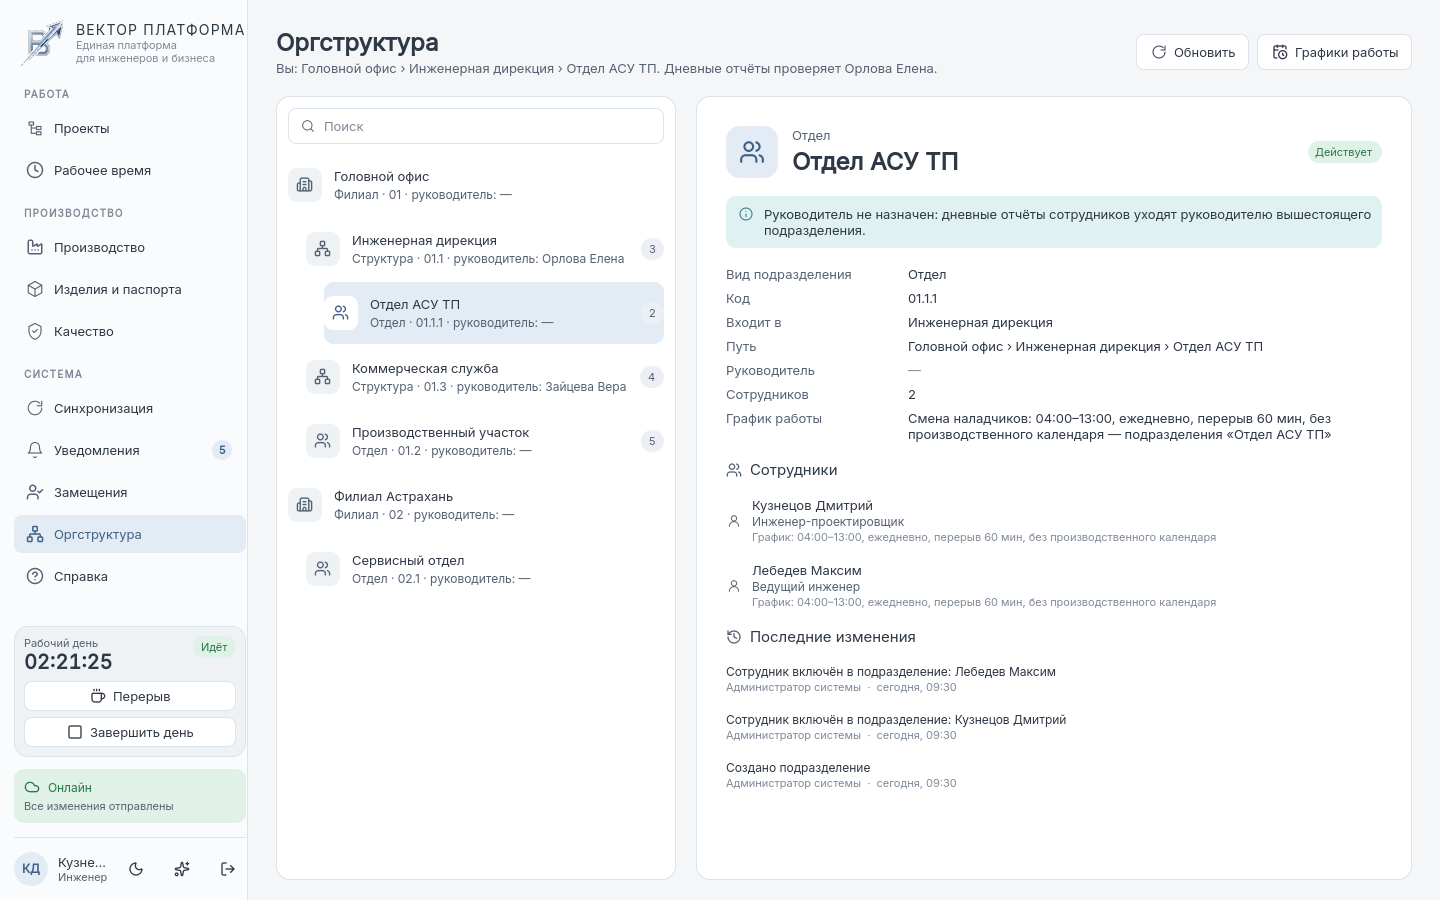 ВЕКТОР ПЛАТФОРМА
Единая платформа
для инженеров и бизнеса
РАБОТА
Проекты
Рабочее время
ПРОИЗВОДСТВО
Производство
Изделия и паспорта
Качество
СИСТЕМА
Синхронизация
Уведомления 5
Замещения
Оргструктура
Справка
Рабочий день
Идёт
02:21:25
Перерыв
Завершить день
Онлайн
Все изменения отправлены
КД
Кузне...
Инженер
Оргструктура
Вы: Головной офис › Инженерная дирекция › Отдел АСУ ТП. Дневные отчёты проверяет Орлова Елена.
Обновить
Графики работы
Поиск
Головной офис
Филиал · 01 · руководитель: —
Инженерная дирекция
Структура · 01.1 · руководитель: Орлова Елена
3
Отдел АСУ ТП
Отдел · 01.1.1 · руководитель: —
2
Коммерческая служба
Структура · 01.3 · руководитель: Зайцева Вера
4
Производственный участок
Отдел · 01.2 · руководитель: —
5
Филиал Астрахань
Филиал · 02 · руководитель: —
Сервисный отдел
Отдел · 02.1 · руководитель: —
Отдел
Отдел АСУ ТП
Действует
Руководитель не назначен: дневные отчёты сотрудников уходят руководителю вышестоящего
подразделения.
Вид подразделения Отдел
Код 01.1.1
Входит в Инженерная дирекция
Путь Головной офис › Инженерная дирекция › Отдел АСУ ТП
Руководитель —
Сотрудников 2
График работы Смена наладчиков: 04:00–13:00, ежедневно, перерыв 60 мин, без
производственного календаря — подразделения «Отдел АСУ ТП»
Сотрудники
Кузнецов Дмитрий
Инженер-проектировщик
График: 04:00–13:00, ежедневно, перерыв 60 мин, без производственного календаря
Лебедев Максим
Ведущий инженер
График: 04:00–13:00, ежедневно, перерыв 60 мин, без производственного календаря
Последние изменения
Сотрудник включён в подразделение: Лебедев Максим
Администратор системы · сегодня, 09:30
Сотрудник включён в подразделение: Кузнецов Дмитрий
Администратор системы · сегодня, 09:30
Создано подразделение
Администратор системы · сегодня, 09:30